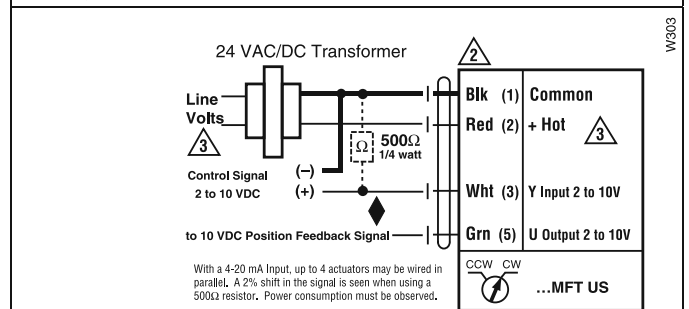 W303
24 VAC/DC Transformer
2
Line
Volts
3
Blk (1) Common
Red (2) + Hot
3
Ω
500Ω
1/4 watt
Control Signal
2 to 10 VDC
(–)
(+)
Wht (3) Y Input 2 to 10V
to 10 VDC Position Feedback Signal
Grn (5) U Output 2 to 10V
With a 4-20 mA Input, up to 4 actuators may be wired in
parallel. A 2% shift in the signal is seen when using a
500Ω resistor. Power consumption must be observed.
CCW CW
...MFT US